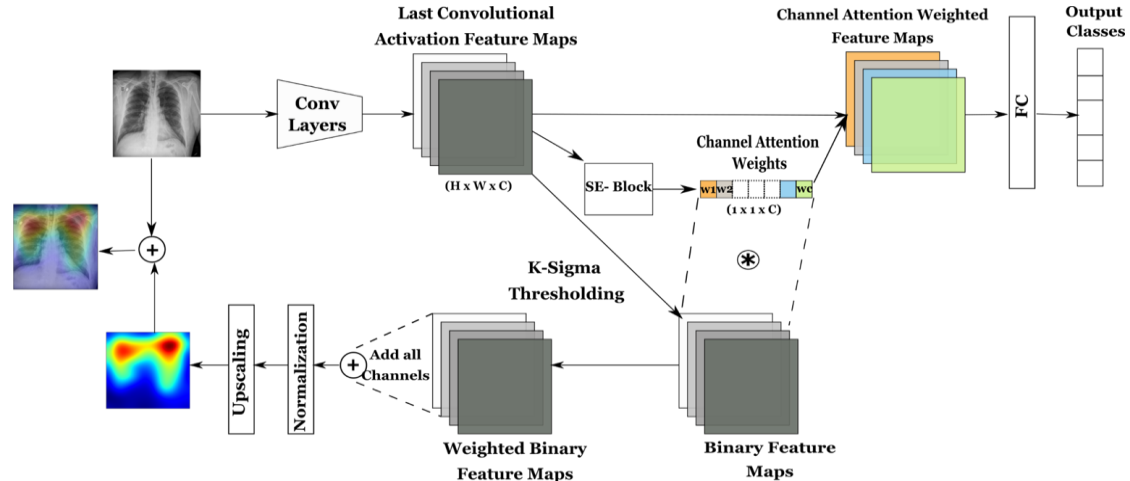 Last Convolutional
Activation Feature Maps
Channel Attention Weighted
Feature Maps
Output
Classes
Conv
Layers
FC
Channel Attention
Weights
(H x W x C)
SE- Block
w1 w2 wc
(1 x 1 x C)
+
*
K-Sigma
Thresholding
Upscaling
Normalization
+
Add all
Channels
Weighted Binary
Feature Maps
Binary Feature
Maps